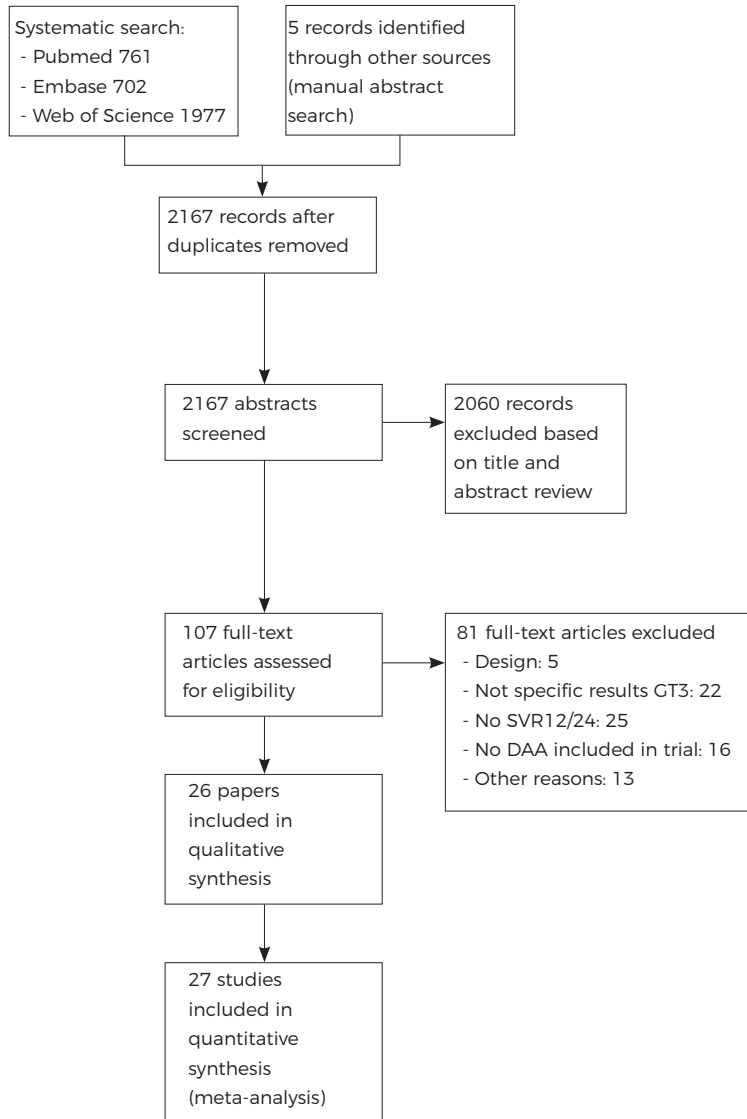 Systematic search:
- Pubmed 761
- Embase 702
- Web of Science 1977
5 records identified
through other sources
(manual abstract
search)
2167 records after
duplicates removed
2167 abstracts
screened
2060 records
excluded based
on title and
abstract review
107 full-text
articles assessed
for eligibility
81 full-text articles excluded
- Design: 5
- Not specific results GT3: 22
- No SVR12/24: 25
- No DAA included in trial: 16
- Other reasons: 13
26 papers
included in
qualitative
synthesis
27 studies
included in
quantitative
synthesis
(meta-analysis)